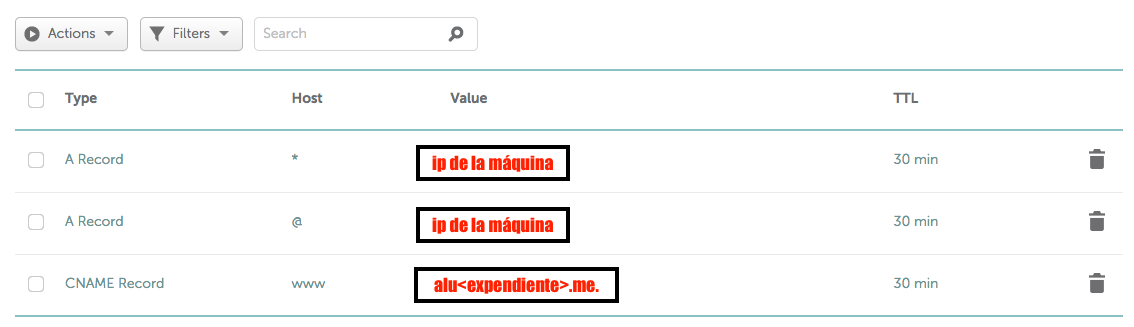 Actions Filters Search
Type Host Value TTL
A Record * ip de la máquina 30 min
A Record @ ip de la máquina 30 min
CNAME Record www alu<expendiente>.me. 30 min